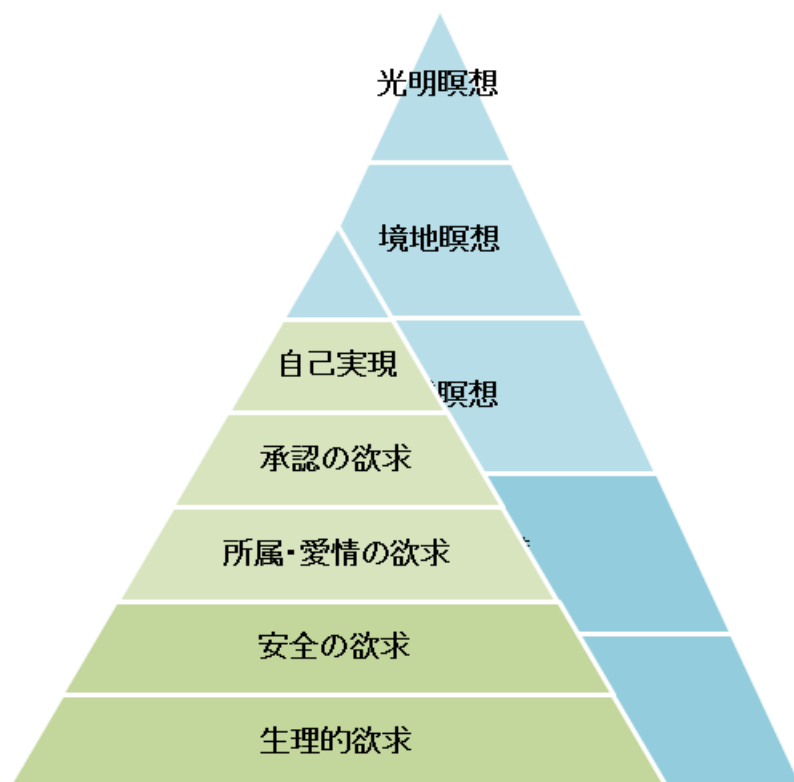 光明瞑想
境地瞑想
自己実現
瞑想
承認の欲求
所属・愛情の欲求
安全の欲求
生理的欲求